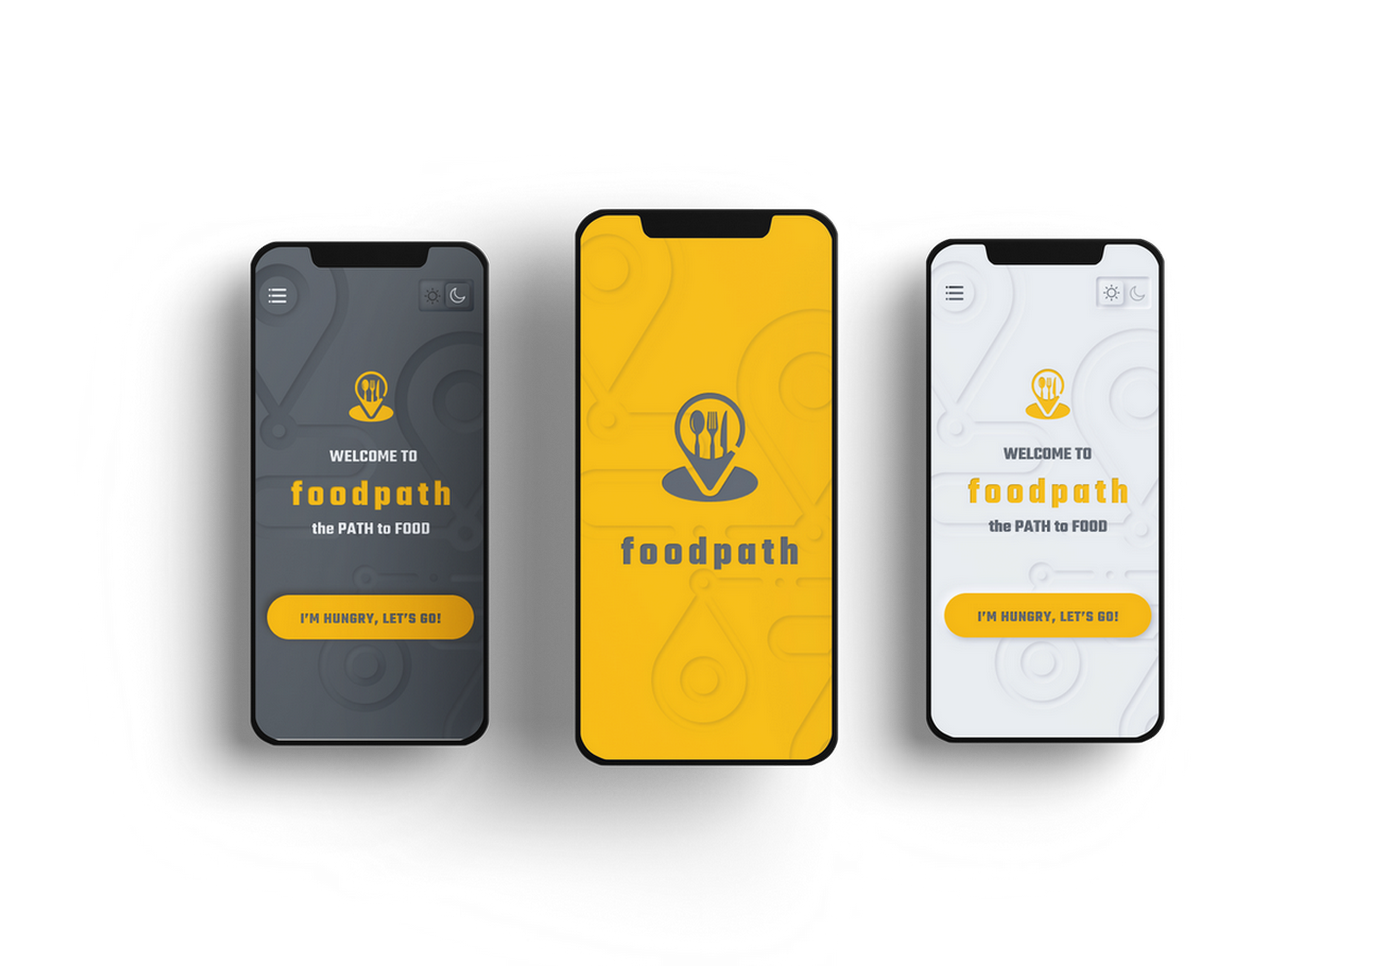 WELCOME TO
foodpath
the PATH to FOOD
I'M HUNGRY, LET'S GO!
foodpath
WELCOME TO
foodpath
the PATH to FOOD
I'M HUNGRY, LET'S GO!